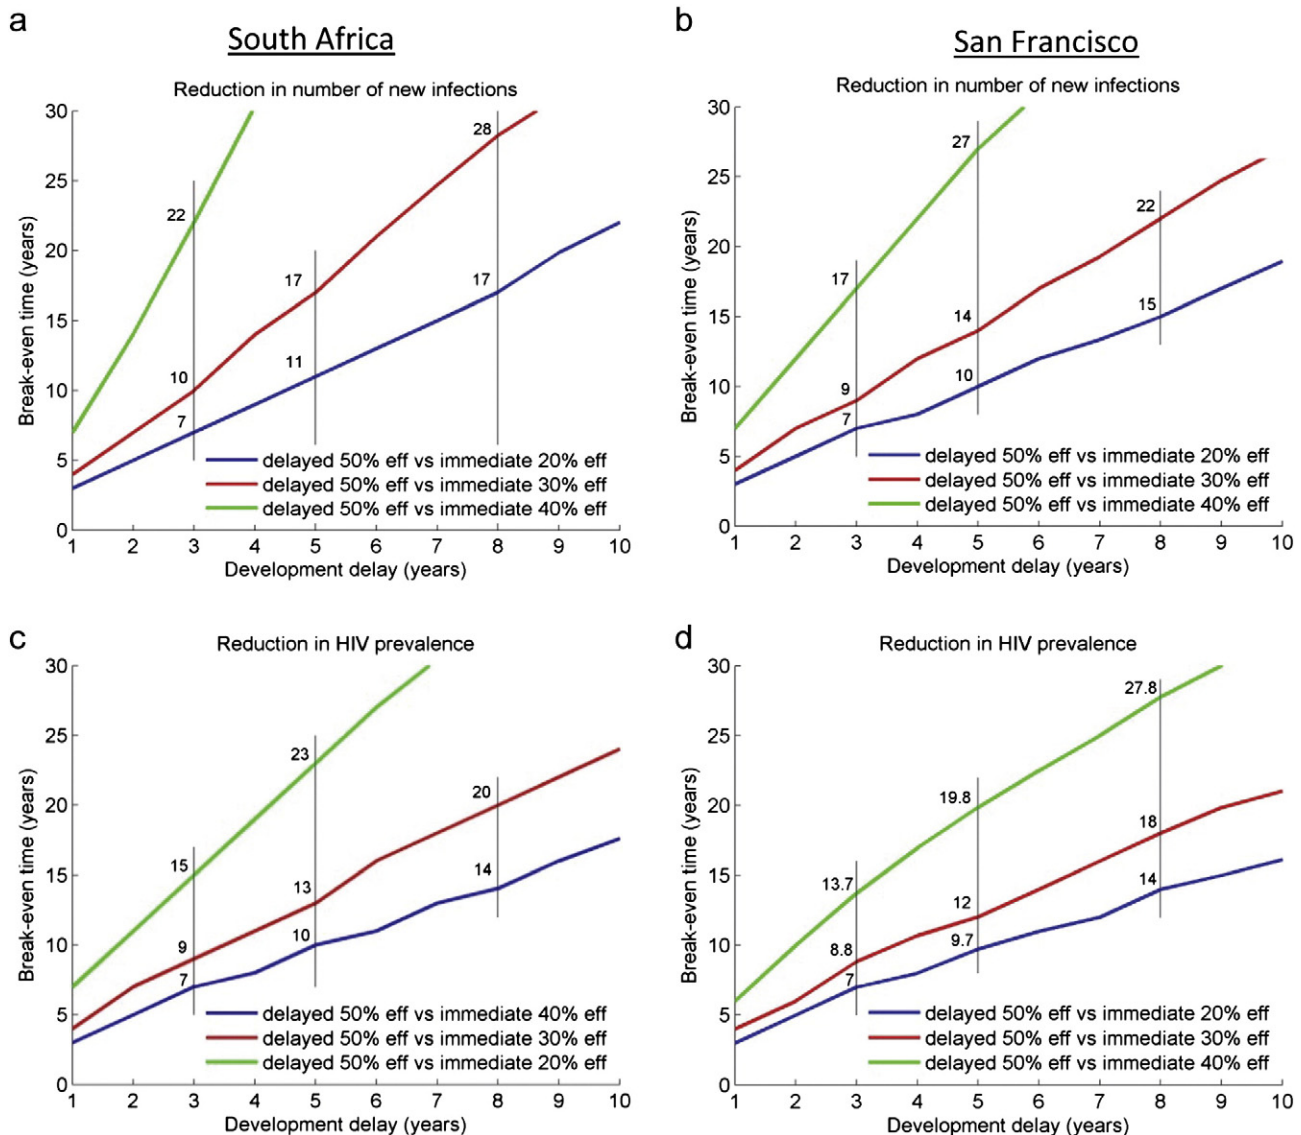 a
South Africa
Reduction in number of new infections
Break-even time (years)
30
25
20
15
10
5
0
22
10
7
17
11
28
17
delayed 50% eff vs immediate 20% eff
delayed 50% eff vs immediate 30% eff
delayed 50% eff vs immediate 40% eff
1 2 3 4 5 6 7 8 9 10
Development delay (years)
b
San Francisco
Reduction in number of new infections
Break-even time (years)
30
25
20
15
10
5
0
17
9
7
27
14
10
22
15
delayed 50% eff vs immediate 20% eff
delayed 50% eff vs immediate 30% eff
delayed 50% eff vs immediate 40% eff
1 2 3 4 5 6 7 8 9 10
Development delay (years)
c
Reduction in HIV prevalence
Break-even time (years)
30
25
20
15
10
5
0
15
9
7
23
13
10
20
14
delayed 50% eff vs immediate 40% eff
delayed 50% eff vs immediate 30% eff
delayed 50% eff vs immediate 20% eff
1 2 3 4 5 6 7 8 9 10
Development delay (years)
d
Reduction in HIV prevalence
Break-even time (years)
30
25
20
15
10
5
0
13.7
8.8
7
19.8
12
9.7
27.8
18
14
delayed 50% eff vs immediate 20% eff
delayed 50% eff vs immediate 30% eff
delayed 50% eff vs immediate 40% eff
1 2 3 4 5 6 7 8 9 10
Development delay (years)